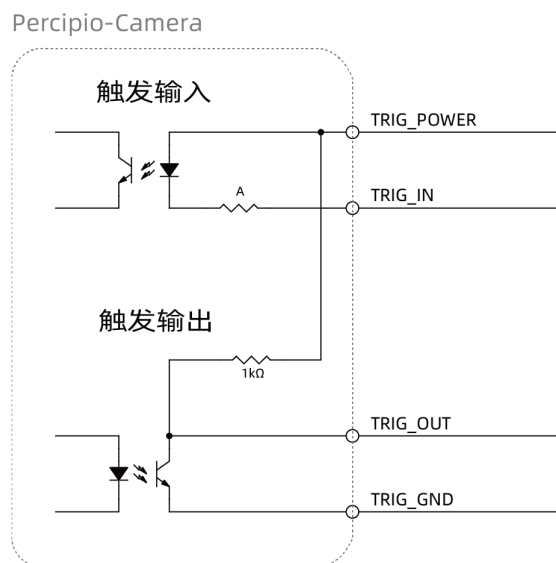 Percipio-Camera
触发输入
TRIG_POWER
A
TRIG_IN
触发输出
1kΩ
TRIG_OUT
TRIG_GND